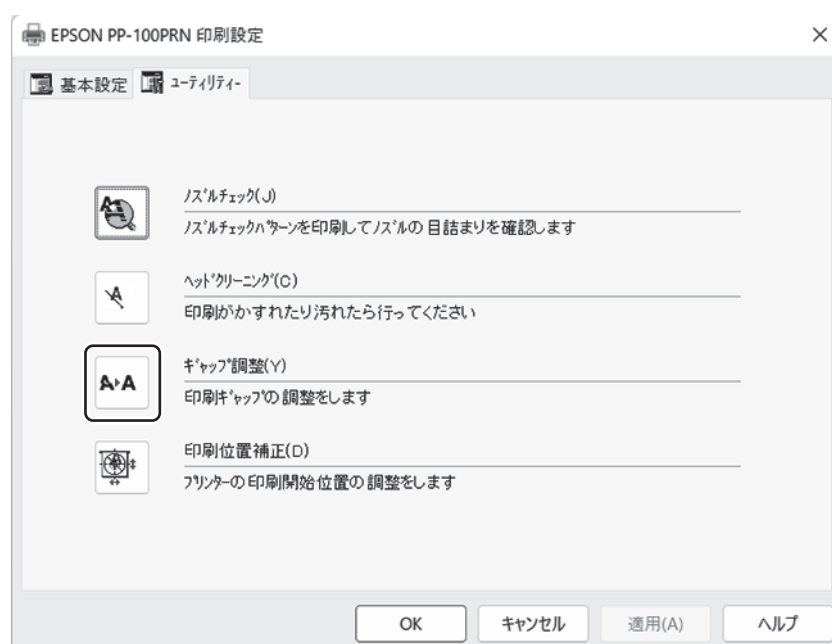 EPSON PP-100PRN 印刷設定
基本設定 ﾕｰﾃｨﾘﾃｨｰ
ﾉｽﾞﾙﾁｪｯｸ(J)
ﾉｽﾞﾙﾁｪｯｸﾊﾟﾀｰﾝを印刷してﾉｽﾞﾙの目詰まりを確認します
ﾍｯﾄﾞｸﾘｰﾆﾝｸﾞ(C)
印刷がかすれたり汚れたら行ってください
ｷﾞｬｯﾌﾟ調整(Y)
印刷ｷﾞｬｯﾌﾟの調整をします
印刷位置補正(D)
ﾌﾟﾘﾝﾀｰの印刷開始位置の調整をします
OK キャンセル 適用(A) ヘルプ